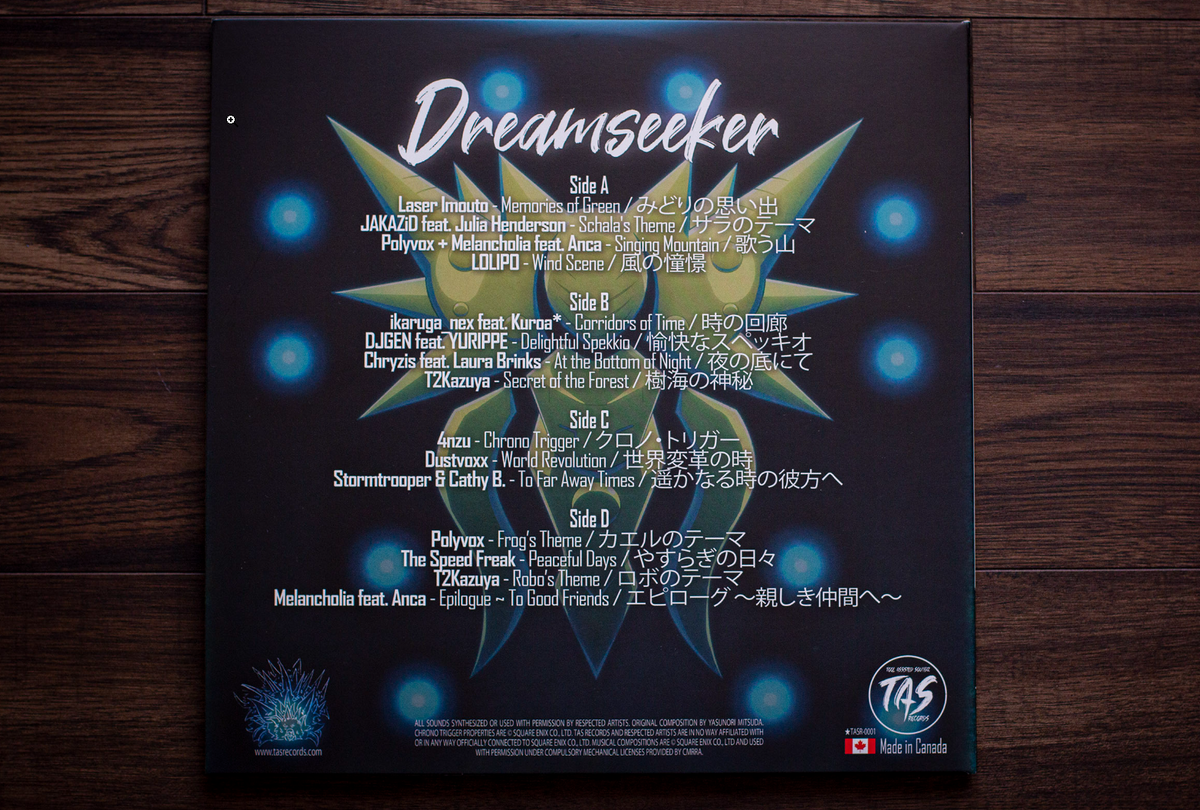 Dreamseeker
Side A
Laser Imouto - Memories of Green / みどりの思い出
JAKAZiD feat. Julia Henderson - Schala's Theme / サラのテーマ
Polyvox + Melancholia feat. Anca - Singing Mountain / 歌う山
LOLIPO - Wind Scene / 風の憧憬
Side B
ikaruga_nex feat. Kuroa* - Corridors of Time / 時の回廊
DJGEN feat. YURIPPE - Delightful Spekkio / 愉快なスペッキオ
Chryzis feat. Laura Brinks - At the Bottom of Night / 夜の底にて
T2Kazuya - Secret of the Forest / 樹海の神秘
Side C
4nzu - Chrono Trigger / クロノ・トリガー
Dustvoxx - World Revolution / 世界変革の時
Stormtrooper & Cathy B. - To Far Away Times / 遥かなる時の彼方へ
Side D
Polyvox - Frog's Theme / カエルのテーマ
The Speed Freak - Peaceful Days / やすらぎの日々
T2Kazuya - Robo's Theme / ロボのテーマ
Melancholia feat. Anca - Epilogue ~ To Good Friends / エピローグ 〜親しき仲間へ〜
www.tasrecords.com
ALL SOUNDS SYNTHESIZED OR USED WITH PERMISSION BY RESPECTED ARTISTS. ORIGINAL COMPOSITION BY YASUNORI MITSUDA.
CHRONO TRIGGER PROPERTIES ARE © SQUARE ENIX CO., LTD. TAS RECORDS AND RESPECTED ARTISTS ARE IN NO WAY AFFILIATED WITH
OR IN ANY WAY OFFICIALLY CONNECTED TO SQUARE ENIX CO., LTD. MUSICAL COMPOSITIONS ARE © SQUARE ENIX CO., LTD AND USED
WITH PERMISSION UNDER COMPULSORY MECHANICAL LICENSES PROVIDED BY CMRRA.
TAS
RECORDS
★TASR-0001
Made in Canada